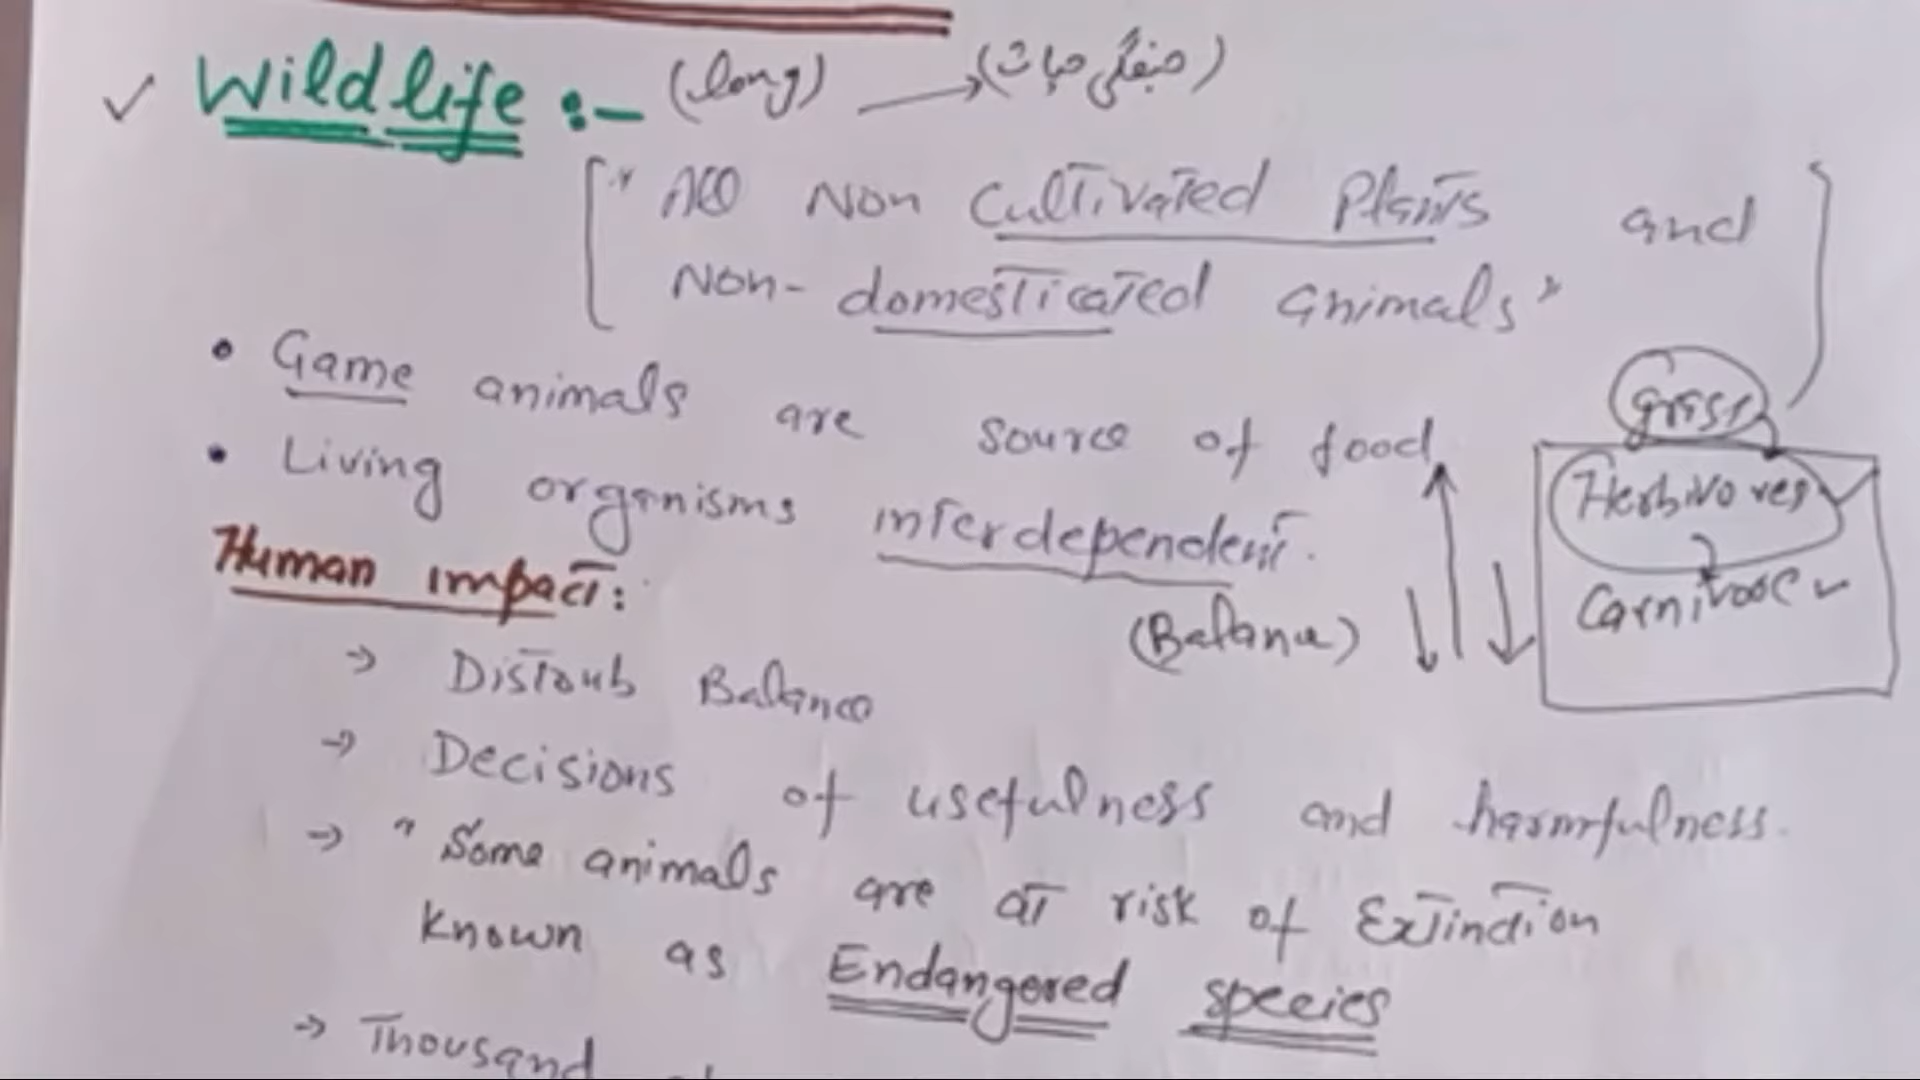 ✓ Wildlife :- (long) → (جنگلی حیات)
" All Non Cultivated Plants and
Non-domesticated animals"
• Game animals are source of food
• Living organisms interdependent.
(Balance)
grass
Herbivores
Carnivore
Human impact:
→ Distourb Balance
→ Decisions of usefulness and harmfulness.
→ " Some animals are at risk of Extinction
known as Endangered species
→ Thousand